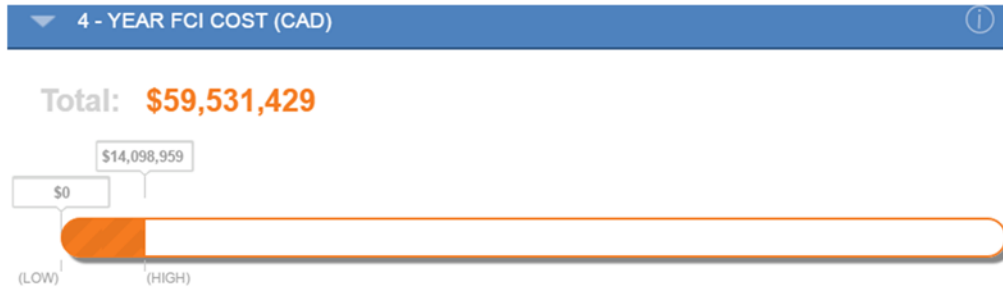 4 - YEAR FCI COST (CAD)
Total: $59,531,429
$14,098,959
$0
(LOW) (HIGH)